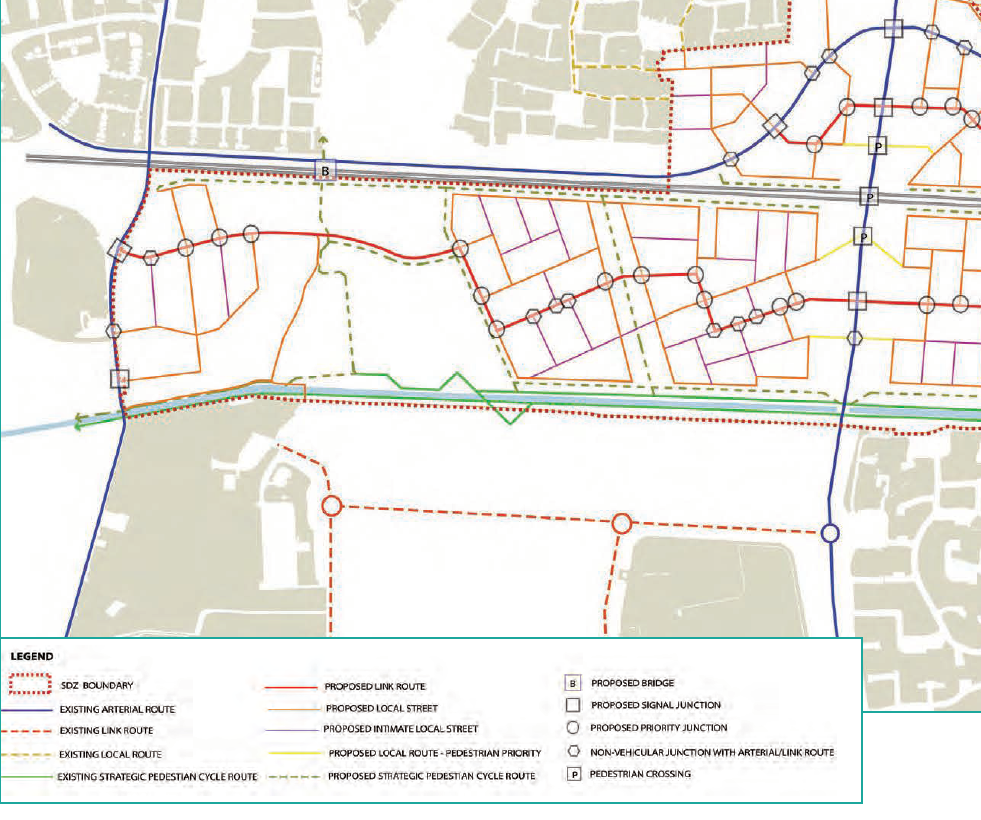 B
P
P
P
LEGEND
SDZ BOUNDARY
EXISTING ARTERIAL ROUTE
EXISTING LINK ROUTE
EXISTING LOCAL ROUTE
EXISTING STRATEGIC PEDESTIAN CYCLE ROUTE
PROPOSED LINK ROUTE
PROPOSED LOCAL STREET
PROPOSED INTIMATE LOCAL STREET
PROPOSED LOCAL ROUTE - PEDESTRIAN PRIORITY
PROPOSED STRATEGIC PEDESTIAN CYCLE ROUTE
B PROPOSED BRIDGE
PROPOSED SIGNAL JUNCTION
PROPOSED PRIORITY JUNCTION
NON-VEHICULAR JUNCTION WITH ARTERIAL/LINK ROUTE
P PEDESTRIAN CROSSING